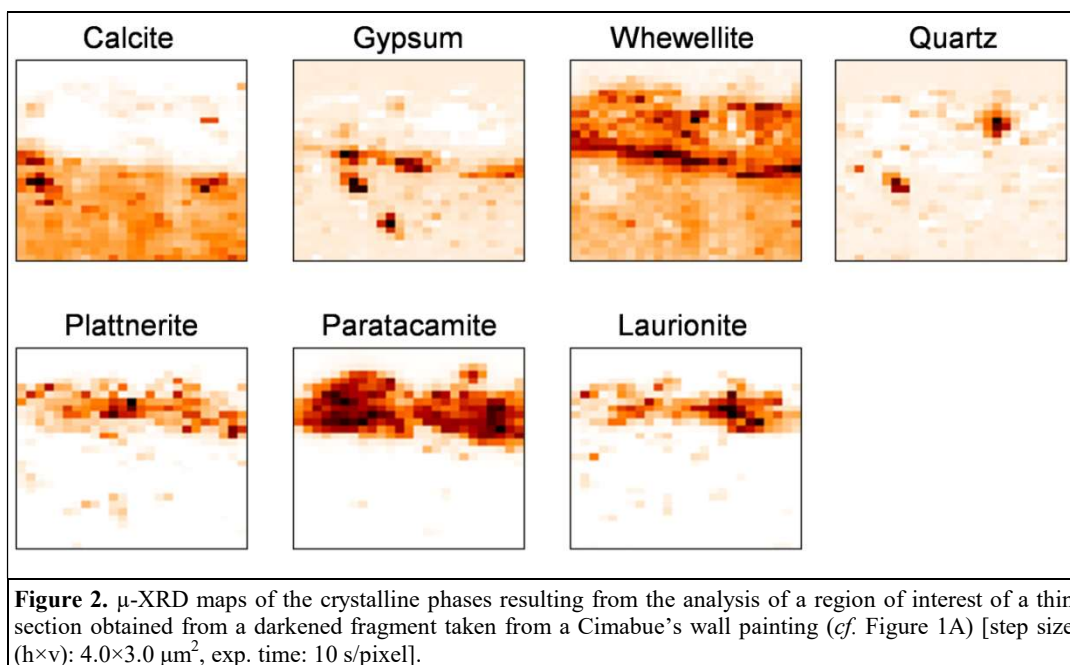 Calcite Gypsum Whewellite Quartz
Plattnerite Paratacamite Laurionite
Figure 2. μ-XRD maps of the crystalline phases resulting from the analysis of a region of interest of a thin
section obtained from a darkened fragment taken from a Cimabue’s wall painting (cf. Figure 1A) [step size
(h×v): 4.0×3.0 μm², exp. time: 10 s/pixel].